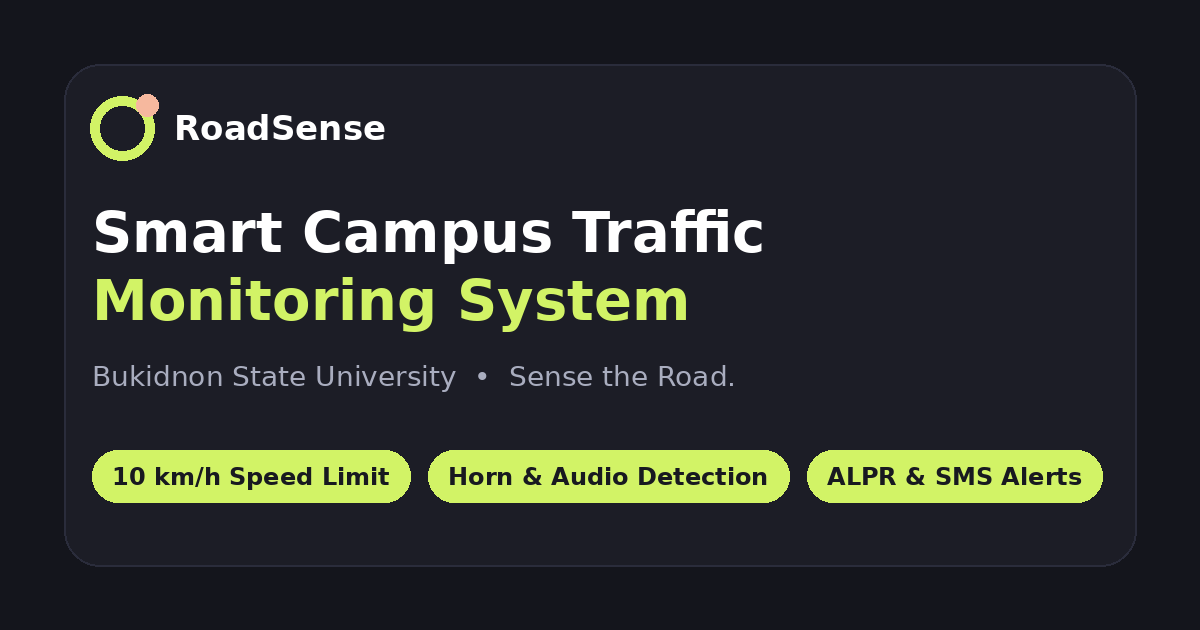 RoadSense
Smart Campus Traffic
Monitoring System
Bukidnon State University • Sense the Road.
10 km/h Speed Limit
Horn & Audio Detection
ALPR & SMS Alerts